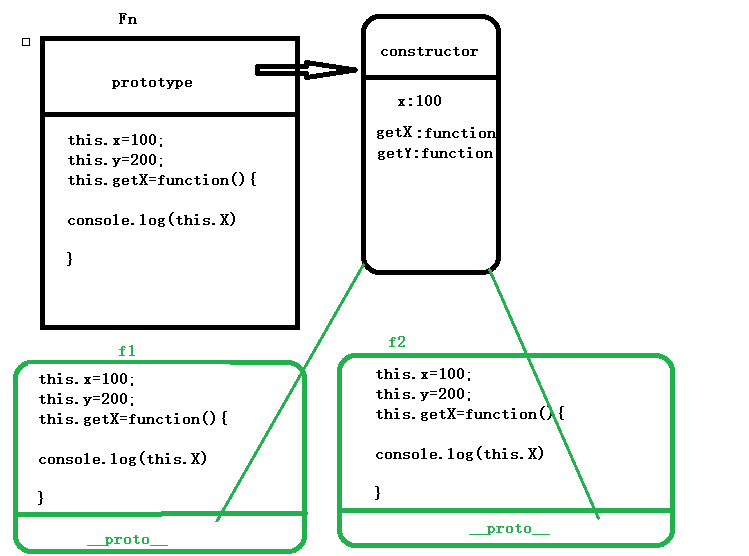 Fn
prototype
this.x=100;
this.y=200;
this.getX=function(){
console.log(this.X)
}
constructor
x:100
getX:function
getY:function
f1
this.x=100;
this.y=200;
this.getX=function(){
console.log(this.X)
}
__proto__
f2
this.x=100;
this.y=200;
this.getX=function(){
console.log(this.X)
}
__proto__